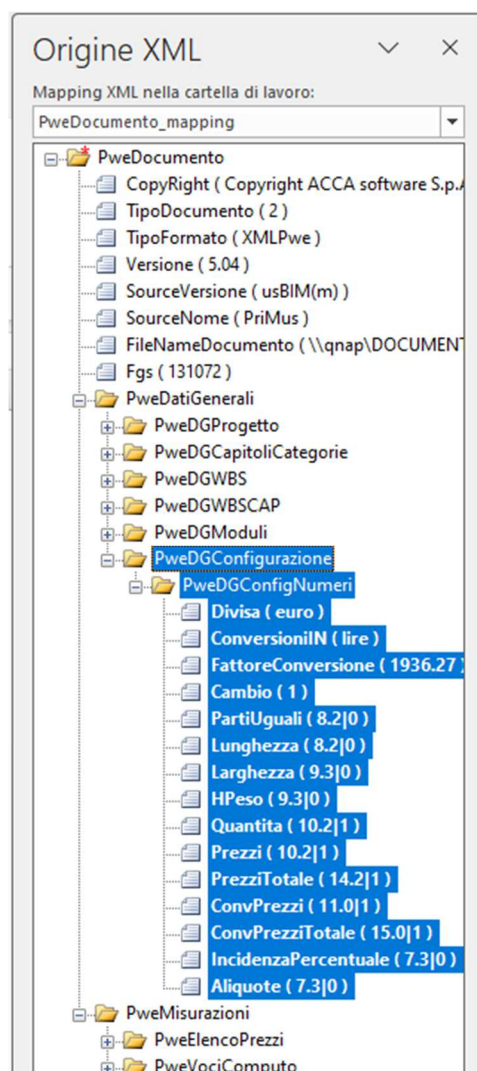 Origine XML
Mapping XML nella cartella di lavoro:
PweDocumento_mapping
PweDocumento
CopyRight ( Copyright ACCA software S.p.
TipoDocumento ( 2 )
TipoFormato ( XMLPwe )
Versione ( 5.04 )
SourceVersione ( usBIM(m) )
SourceNome ( PriMus )
FileNameDocumento ( \\qnap\DOCUMENT
Fgs ( 131072 )
PweDatiGenerali
PweDGProgetto
PweDGCapitoliCategorie
PweDGWBS
PweDGWBSCAP
PweDGModuli
PweDGConfigurazione
PweDGConfigNumeri
Divisa ( euro )
ConversioniIN ( lire )
FattoreConversione ( 1936.27 )
Cambio ( 1 )
PartiUguali ( 8.2|0 )
Lunghezza ( 8.2|0 )
Larghezza ( 9.3|0 )
HPeso ( 9.3|0 )
Quantita ( 10.2|1 )
Prezzi ( 10.2|1 )
PrezziTotale ( 14.2|1 )
ConvPrezzi ( 11.0|1 )
ConvPrezziTotale ( 15.0|1 )
IncidenzaPercentuale ( 7.3|0 )
Aliquote ( 7.3|0 )
PweMisurazioni
PweElencoPrezzi
PweVociComputo